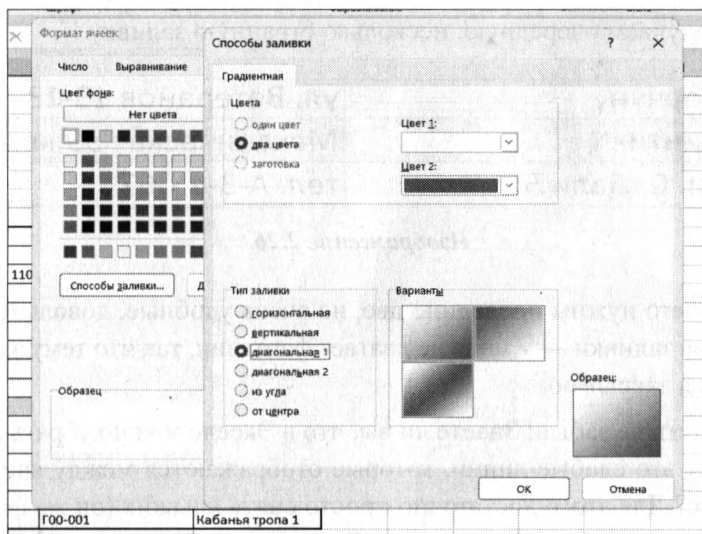 Формат ячеек
Способы заливки
?
Число Выравнивание
Градиентная
Цвет фона:
Нет цвета
Цвета
один цвет
два цвета
заготовка
Цвет 1:
Цвет 2:
110
Способы заливки...
Д
Тип заливки
горизонтальная
вертикальная
диагональная 1
диагональная 2
из угла
от центра
Варианты
Образец:
Образец
ОК
Отмена
Г00-001
Кабанья тропа 1